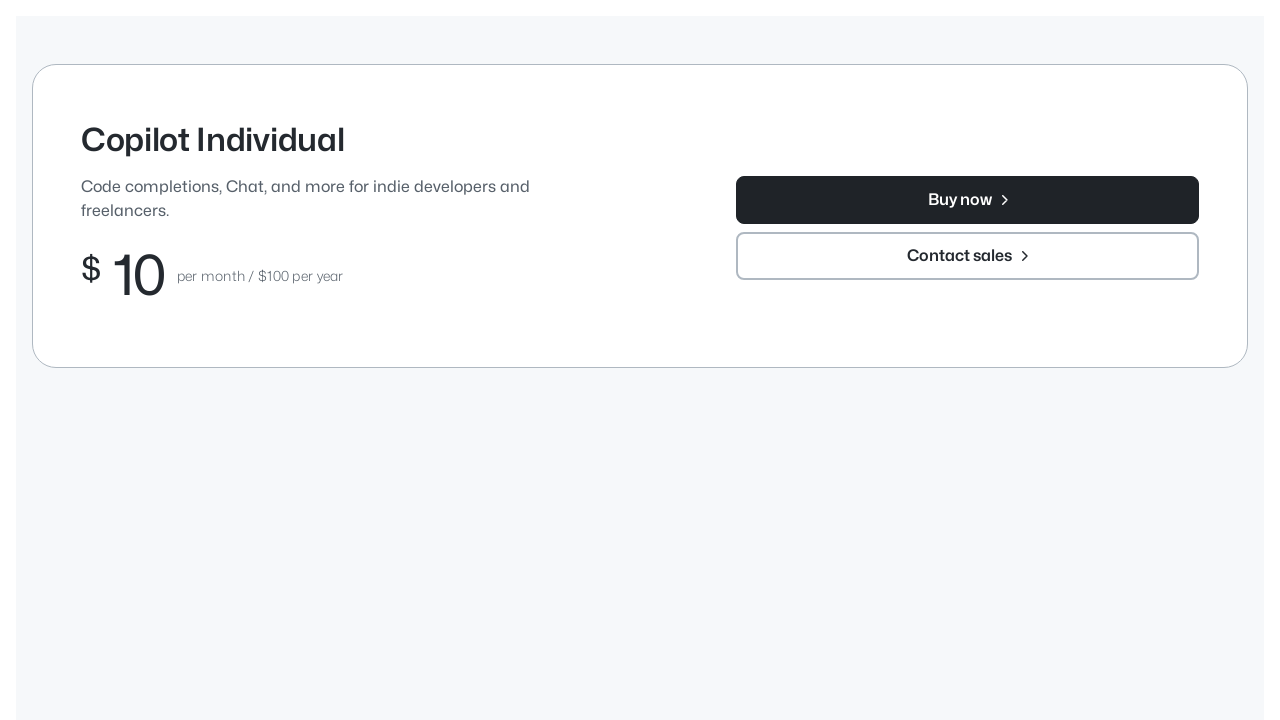 Copilot Individual
Code completions, Chat, and more for indie developers and
freelancers.
$ 10 per month / $100 per year
Buy now
Contact sales